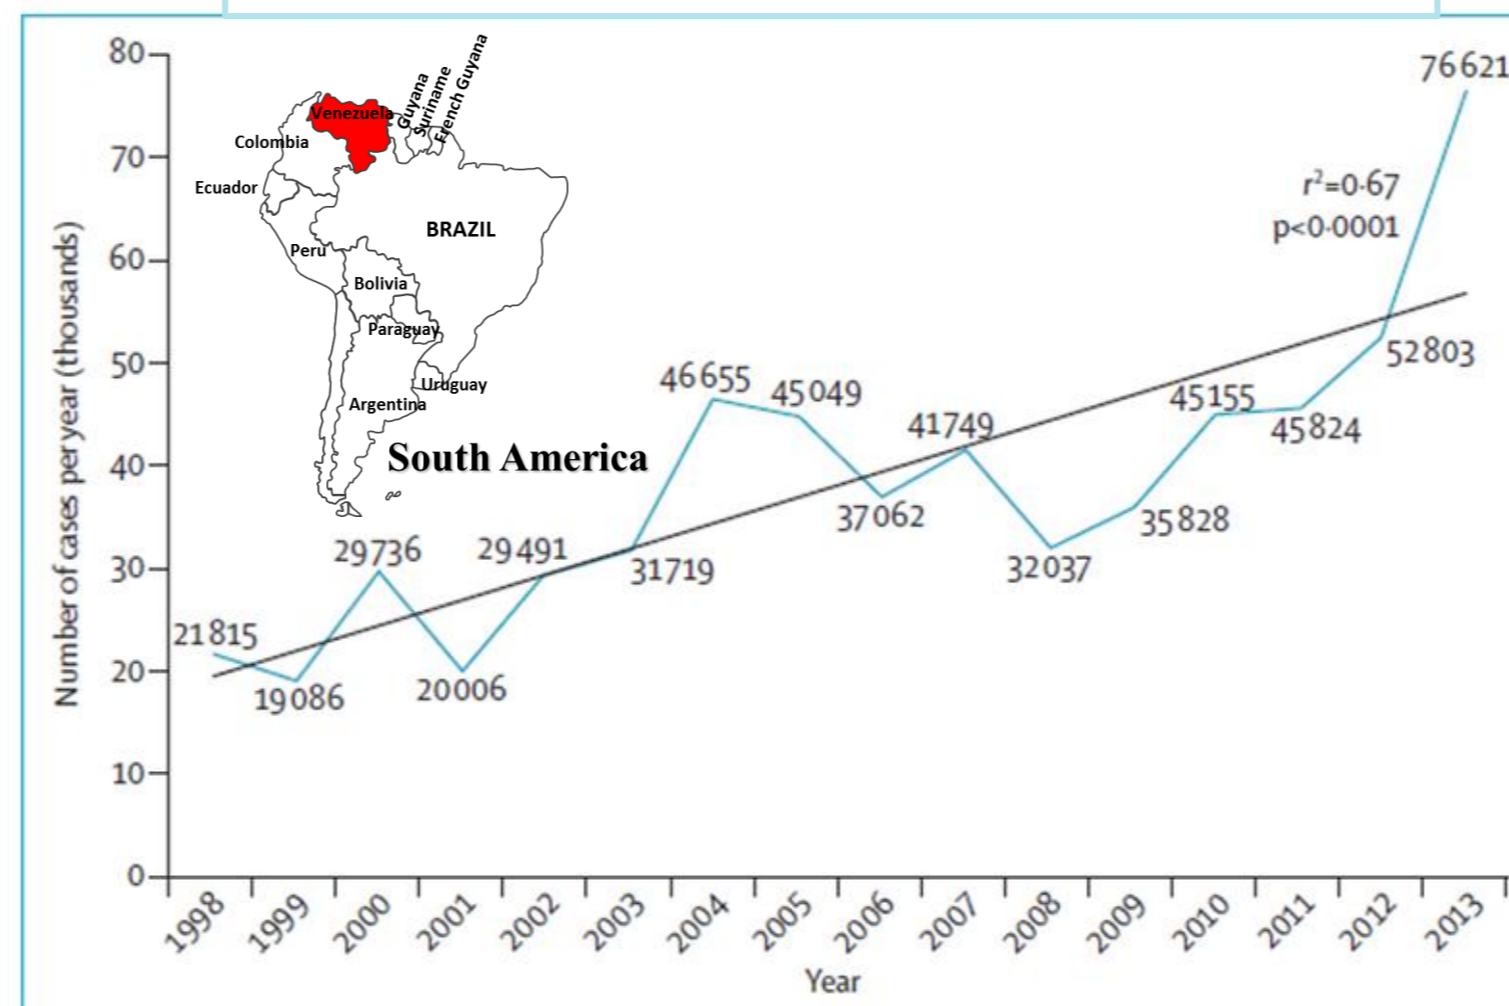 80
70
60
50
40
30
20
10
0
Number of cases per year (thousands)
Venezuela
Guyana
Suriname
French Guyana
Colombia
Ecuador
BRAZIL
Peru
Bolivia
Paraguay
Uruguay
Argentina
South America
21815
19086
29736
20006
29491
31719
46655
45049
37062
41749
32037
35828
45155
45824
52803
76621
r²=0·67
p<0·0001
1998
1999
2000
2001
2002
2003
2004
2005
2006
2007
2008
2009
2010
2011
2012
2013
Year